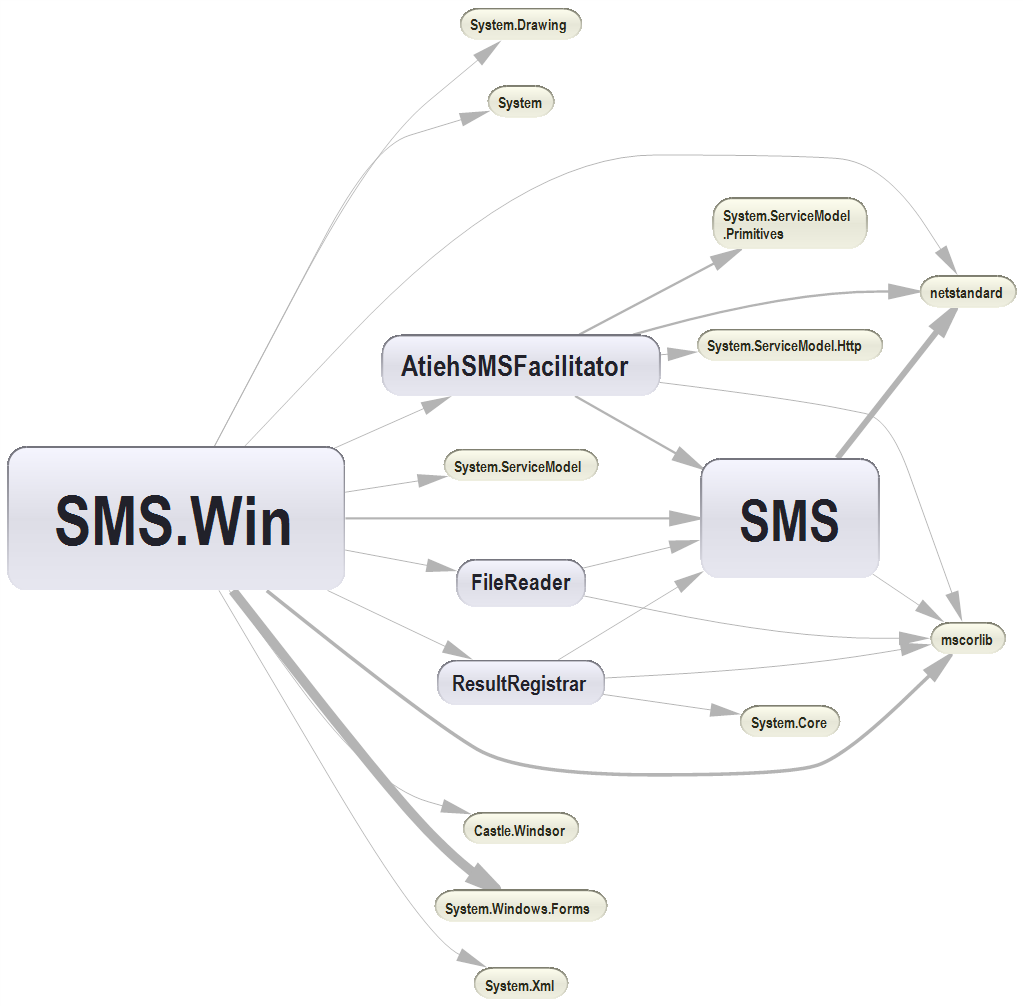 System.Drawing
System
System.ServiceModel
.Primitives
netstandard
System.ServiceModel.Http
AtiehSMSFacilitator
System.ServiceModel
SMS.Win
SMS
FileReader
mscorlib
ResultRegistrar
System.Core
Castle.Windsor
System.Windows.Forms
System.Xml